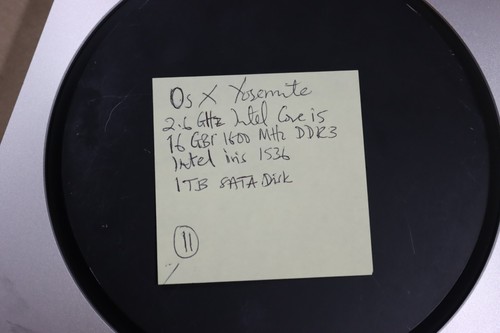 Os X Yosemite
2.6 GHz Intel Core i5
16 GBr 1600 MHz DDR3
Intel iris 1536
1TB SATA Disk
11